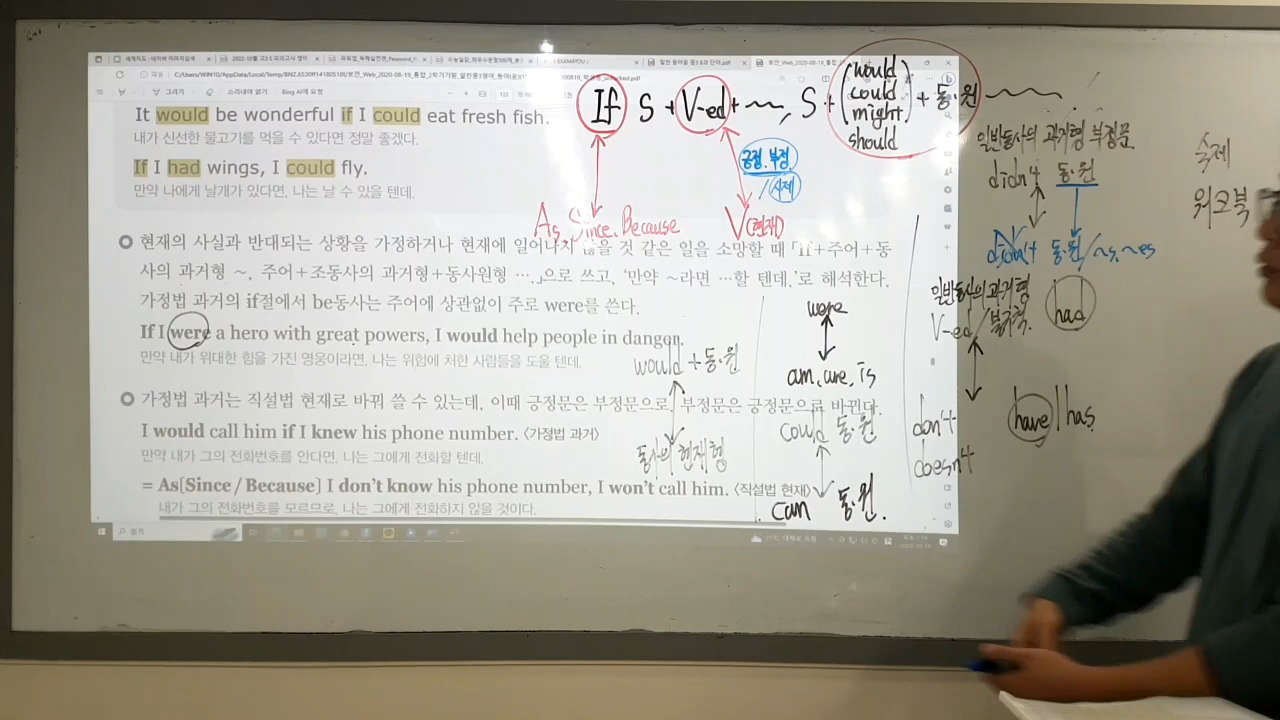 It would be wonderful if I could eat fresh fish.
내가 신선한 물고기를 먹을 수 있다면 정말 좋겠다.
If I had wings, I could fly.
만약 나에게 날개가 있다면, 나는 날 수 있을 텐데.
현재의 사실과 반대되는 상황을 가정하거나 현재에 일어나지 않을 것 같은 일을 소망할 때 「If+주어+동
사의 과거형 ~, 주어+조동사의 과거형+동사원형 ….」으로 쓰고, ‘만약 ~라면 …할 텐데.’로 해석한다.
가정법 과거의 if절에서 be동사는 주어에 상관없이 주로 were를 쓴다.
If I were a hero with great powers, I would help people in danger.
만약 내가 위대한 힘을 가진 영웅이라면, 나는 위험에 처한 사람들을 도울 텐데.
가정법 과거는 직설법 현재로 바꿔 쓸 수 있는데, 이때 긍정문은 부정문으로, 부정문은 긍정문으로 바뀐다.
I would call him if I knew his phone number. <가정법 과거>
만약 내가 그의 전화번호를 안다면, 나는 그에게 전화할 텐데.
= As[Since / Because] I don't know his phone number, I won't call him. <직설법 현재>
내가 그의 전화번호를 모르므로, 나는 그에게 전화하지 않을 것이다.
If S + V-ed + ~~, S + (would could might should) + 동.원
긍정.부정
/시제
As, Since, Because
V(현재)
would + 동.원
동사의 현재형
were
am, are, is
could 동.원
can 동.원.
일반동사의 과거형 부정문.
didn't 동.원
동.원/~s, ~es
일반동사의 과거형
V-ed / 불규칙.
had
don't
doesn't
have / has
숙제
워크북